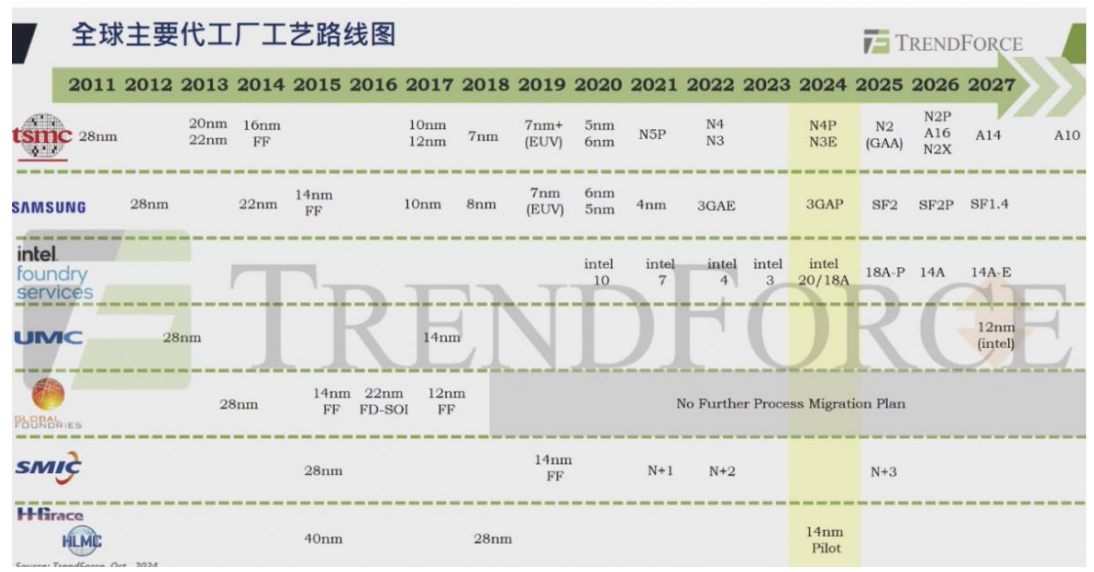 全球主要代工厂工艺路线图
TRENDFORCE
2011 2012 2013 2014 2015 2016 2017 2018 2019 2020 2021 2022 2023 2024 2025 2026 2027
tsmc 28nm
20nm
22nm
16nm
FF
10nm
12nm
7nm
7nm+
(EUV)
5nm
6nm
N5P
N4
N3
N4P
N3E
N2
(GAA)
N2P
A16
N2X
A14
A10
SAMSUNG
28nm
22nm
14nm
FF
10nm
8nm
7nm
(EUV)
6nm
5nm
4nm
3GAE
3GAP
SF2
SF2P
SF1.4
intel
foundry
services
intel
10
intel
7
intel
4
intel
3
intel
20/18A
18A-P
14A
14A-E
TRENDFORCE
UMC
28nm
14nm
12nm
(intel)
GLOBAL
FOUNDRIES
28nm
14nm
FF
22nm
FD-SOI
12nm
FF
No Further Process Migration Plan
SMIC
28nm
14nm
FF
N+1
N+2
N+3
HHGrace
HLMC
40nm
28nm
14nm
Pilot
Source: TrendForce, Oct., 2024